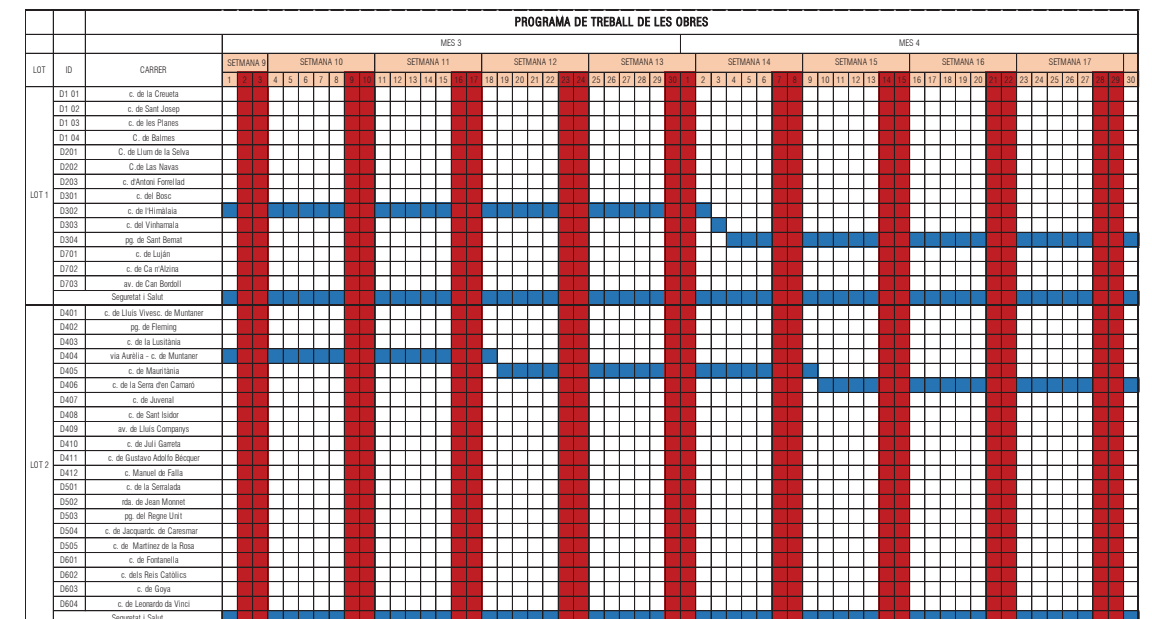 PROGRAMA DE TREBALL DE LES OBRES
MES 3 MES 4
LOT ID CARRER SETMANA 9 SETMANA 10 SETMANA 11 SETMANA 12 SETMANA 13 SETMANA 14 SETMANA 15 SETMANA 16 SETMANA 17
1 2 3 4 5 6 7 8 9 10 11 12 13 14 15 16 17 18 19 20 21 22 23 24 25 26 27 28 29 30 1 2 3 4 5 6 7 8 9 10 11 12 13 14 15 16 17 18 19 20 21 22 23 24 25 26 27 28 29 30
LOT 1
D1 01 c. de la Creueta
D1 02 c. de Sant Josep
D1 03 c. de les Planes
D1 04 C. de Balmes
D201 C. de Llum de la Selva
D202 C.de Las Navas
D203 c. d'Antoni Forrellad
D301 c. del Bosc
D302 c. de l'Himàlaia
D303 c. del Vinhamala
D304 pg. de Sant Bernat
D701 c. de Luján
D702 c. de Ca n'Alzina
D703 av. de Can Bordoll
Seguretat i Salut
LOT 2
D401 c. de Lluis Vivesc. de Muntaner
D402 pg. de Fleming
D403 c. de la Lusitània
D404 via Aurèlia - c. de Muntaner
D405 c. de Mauritània
D406 c. de la Serra d'en Camaró
D407 c. de Juvenal
D408 c. de Sant Isidor
D409 av. de Lluís Companys
D410 c. de Juli Garreta
D411 c. de Gustavo Adolfo Bécquer
D412 c. Manuel de Falla
D501 c. de la Serralada
D502 rda. de Jean Monnet
D503 pg. del Regne Unit
D504 c. de Jacquardc. de Caresmar
D505 c. de Martínez de la Rosa
D601 c. de Fontanella
D602 c. dels Reis Catòlics
D603 c. de Goya
D604 c. de Leonardo da Vinci
Seguretat i Salut